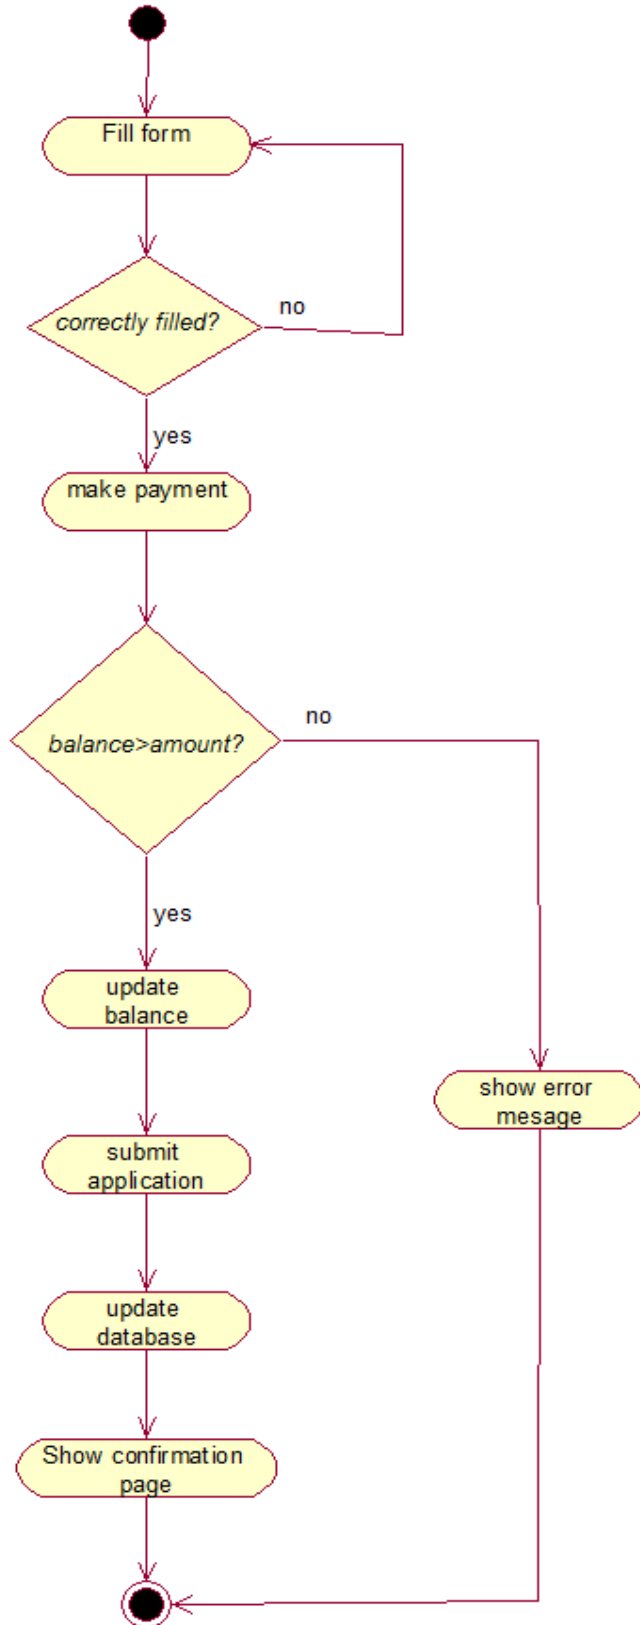 Fill form
correctly filled?
no
yes
make payment
no
balance>amount?
yes
update
balance
show error
mesage
submit
application
update
database
Show confirmation
page